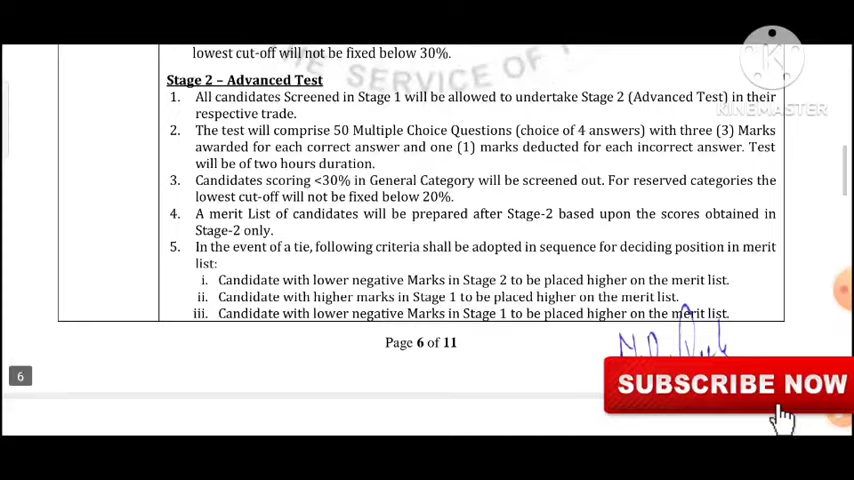 lowest cut-off will not be fixed below 30%.
THE SERVICE OF
Stage 2 – Advanced Test
1. All candidates Screened in Stage 1 will be allowed to undertake Stage 2 (Advanced Test) in their
respective trade.
2. The test will comprise 50 Multiple Choice Questions (choice of 4 answers) with three (3) Marks
awarded for each correct answer and one (1) marks deducted for each incorrect answer. Test
will be of two hours duration.
3. Candidates scoring <30% in General Category will be screened out. For reserved categories the
lowest cut-off will not be fixed below 20%.
4. A merit List of candidates will be prepared after Stage-2 based upon the scores obtained in
Stage-2 only.
5. In the event of a tie, following criteria shall be adopted in sequence for deciding position in merit
list:
i. Candidate with lower negative Marks in Stage 2 to be placed higher on the merit list.
ii. Candidate with higher marks in Stage 1 to be placed higher on the merit list.
iii. Candidate with lower negative Marks in Stage 1 to be placed higher on the merit list.
Page 6 of 11
6
K
KINEMASTER
SUBSCRIBE NOW